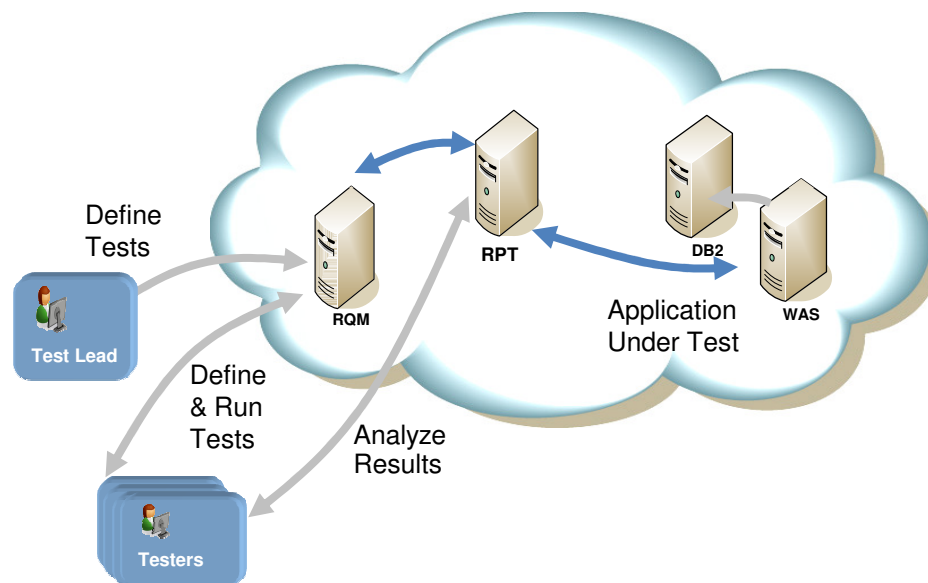 Define
Tests
Test Lead
RQM
RPT
DB2
WAS
Application
Under Test
Define
& Run
Tests
Analyze
Results
Testers